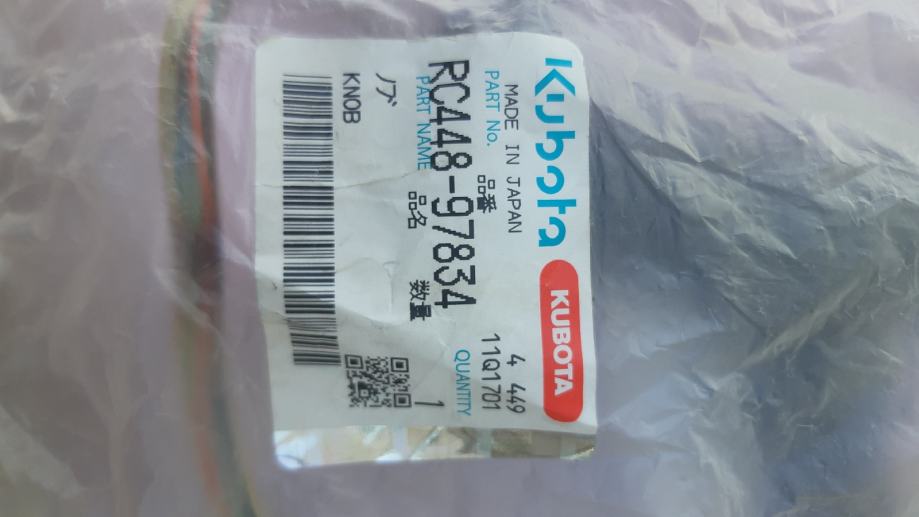 Kubota
KUBOTA
MADE IN JAPAN
4 449
PART No. 品番
11Q1701
RC448-97834
QUANTITY
PART NAME 品名 数量
1
ノブ
KNOB